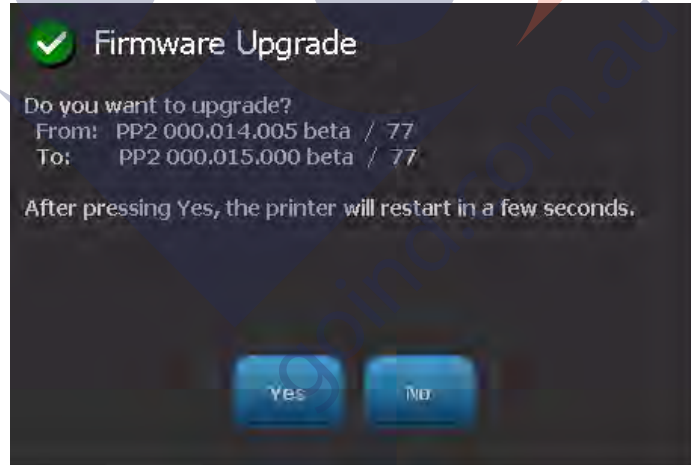 Firmware Upgrade
Do you want to upgrade?
From: PP2 000.014.005 beta / 77
To: PP2 000.015.000 beta / 77
After pressing Yes, the printer will restart in a few seconds.
Yes No